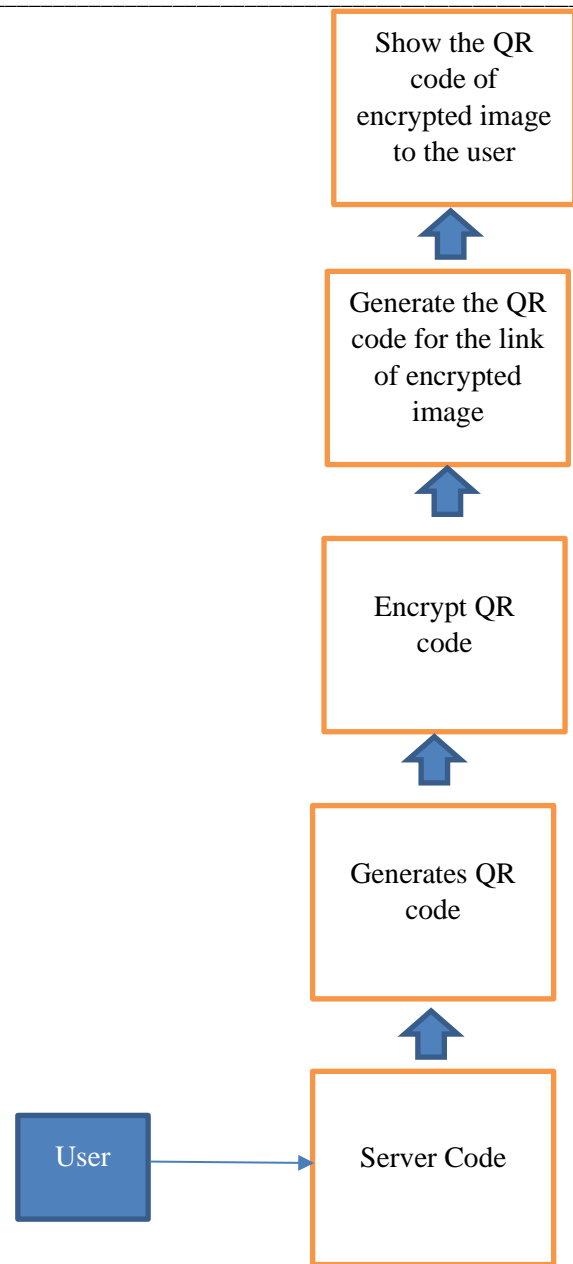 Show the QR
code of
encrypted image
to the user
Generate the QR
code for the link
of encrypted
image
Encrypt QR
code
Generates QR
code
User
Server Code